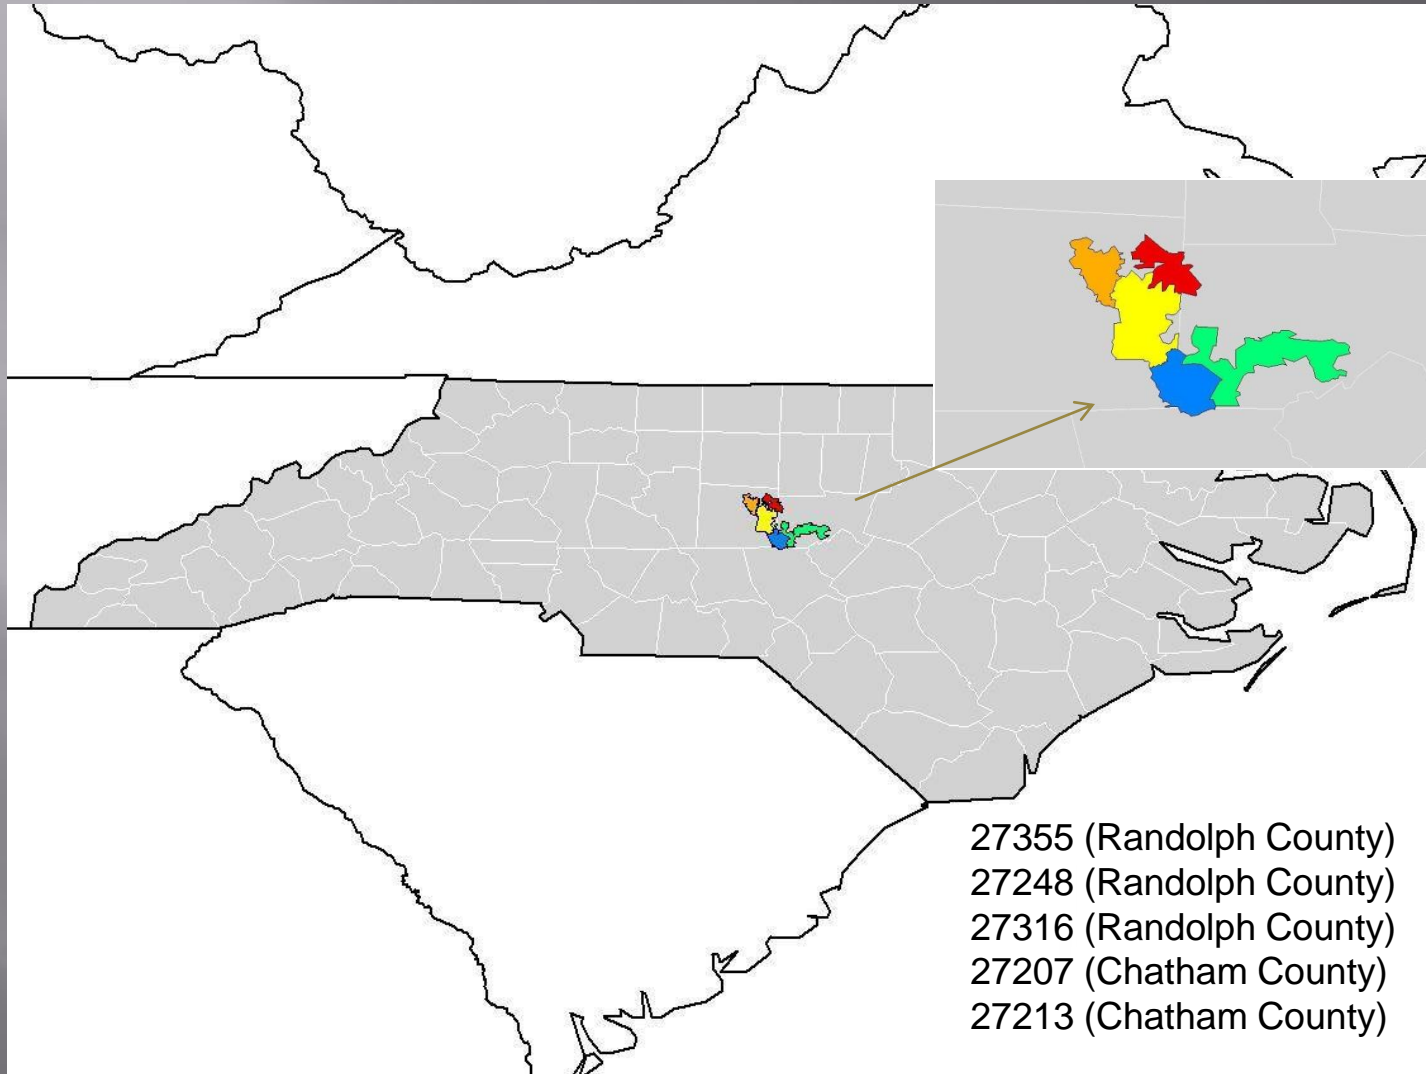 27355 (Randolph County)
27248 (Randolph County)
27316 (Randolph County)
27207 (Chatham County)
27213 (Chatham County)